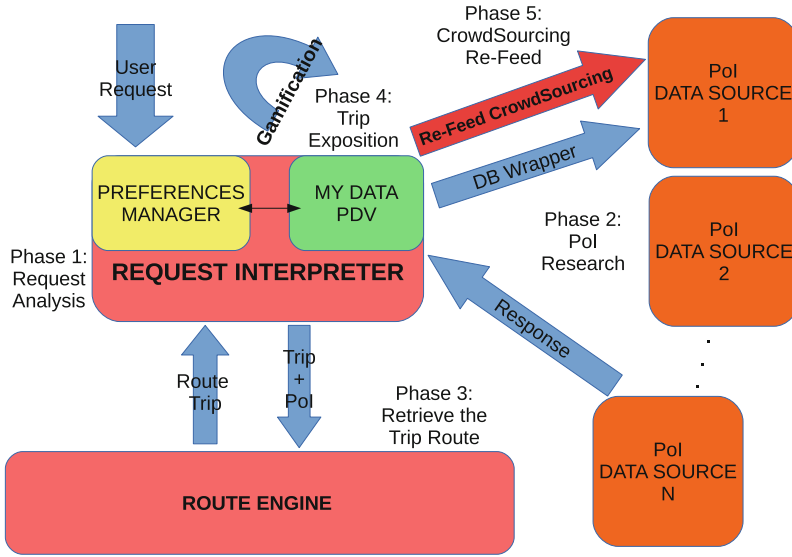 User
Request
Gamification
Phase 4:
Trip
Exposition
Phase 5:
CrowdSourcing
Re-Feed
Re-Feed CrowdSourcing
DB Wrapper
PoI
DATA SOURCE
1
PREFERENCES
MANAGER
MY DATA
PDV
REQUEST INTERPRETER
Phase 1:
Request
Analysis
Phase 2:
PoI
Research
PoI
DATA SOURCE
2
Response
Route
Trip
Trip
+
PoI
Phase 3:
Retrieve the
Trip Route
. . .
PoI
DATA SOURCE
N
ROUTE ENGINE